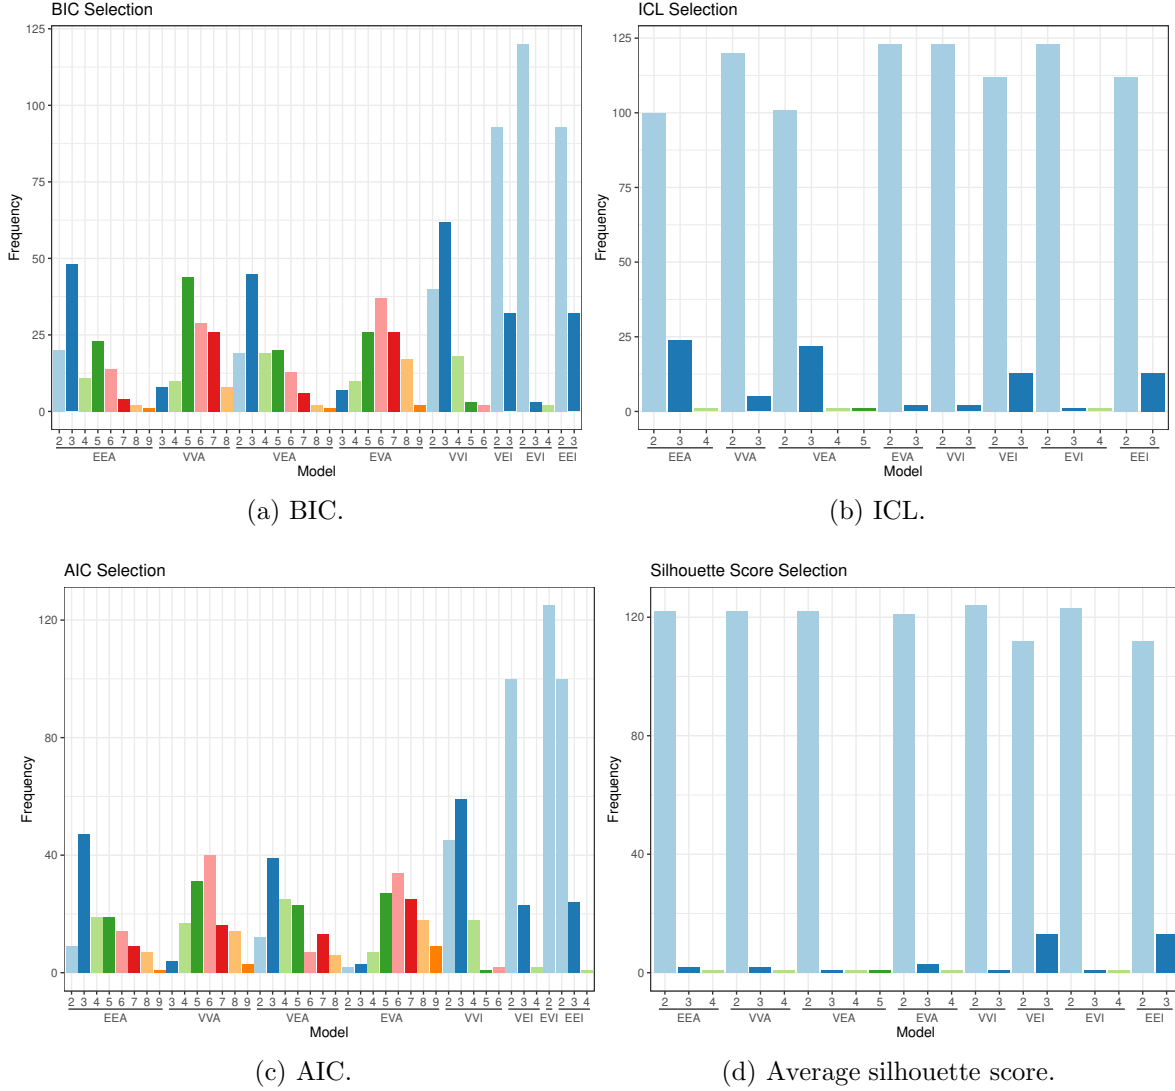 BIC Selection
125
100
75
50
25
0
Frequency
2 3 4 5 6 7 8 9 3 4 5 6 7 8 2 3 4 5 6 7 8 9 3 4 5 6 7 8 9 2 3 4 5 6 2 3 2 3 4 2 3
EEA VVA VEA EVA VVI VEI EVI EEI
Model
(a) BIC.
ICL Selection
125
100
75
50
25
0
Frequency
2 3 4 2 3 2 3 4 5 2 3 2 3 2 3 2 3 4 2 3
EEA VVA VEA EVA VVI VEI EVI EEI
Model
(b) ICL.
AIC Selection
120
80
40
0
Frequency
2 3 4 5 6 7 8 9 3 4 5 6 7 8 9 2 3 4 5 6 7 8 2 3 4 5 6 7 8 9 2 3 4 5 6 2 3 4 2 2 3 4
EEA VVA VEA EVA VVI VEI EVI EEI
Model
(c) AIC.
Silhouette Score Selection
120
80
40
0
Frequency
2 3 4 2 3 4 2 3 4 5 2 3 4 2 3 2 3 2 3 4 2 3
EEA VVA VEA EVA VVI VEI EVI EEI
Model
(d) Average silhouette score.